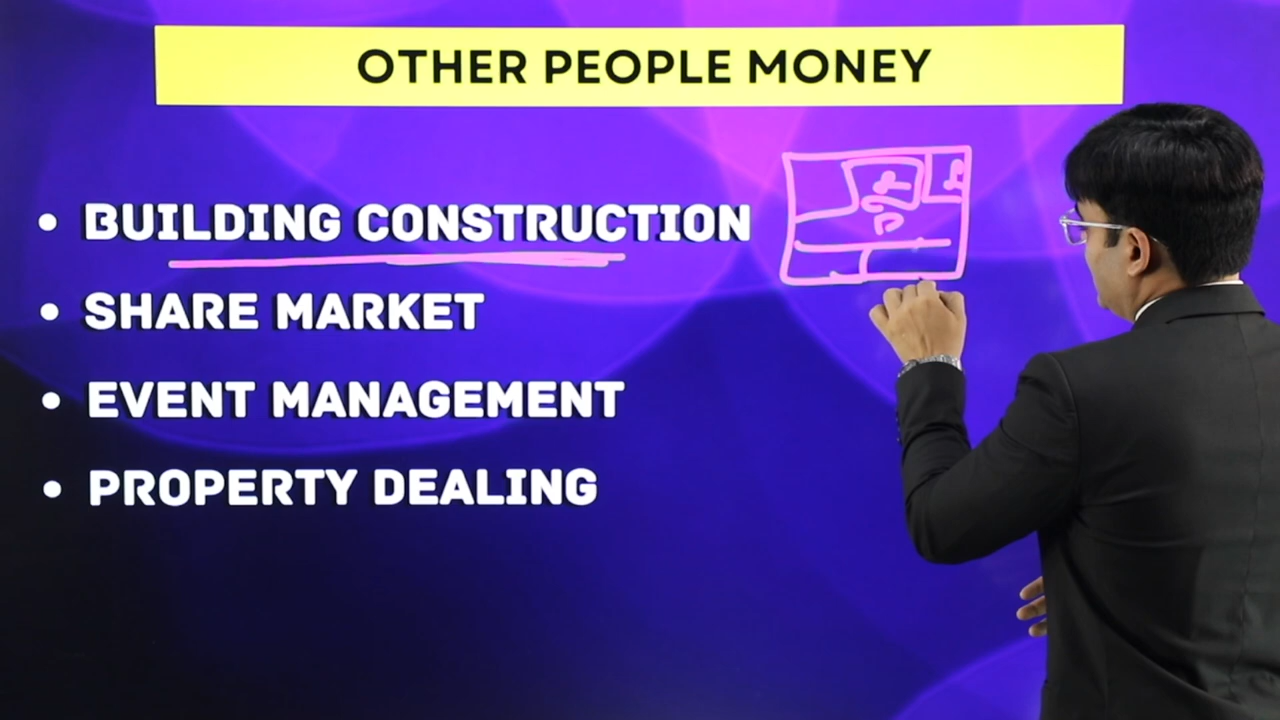 OTHER PEOPLE MONEY
• BUILDING CONSTRUCTION
• SHARE MARKET
• EVENT MANAGEMENT
• PROPERTY DEALING